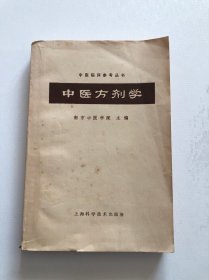 中医临床参考丛书
中医方剂学
南京中医学院 主编
上海科学技术出版社